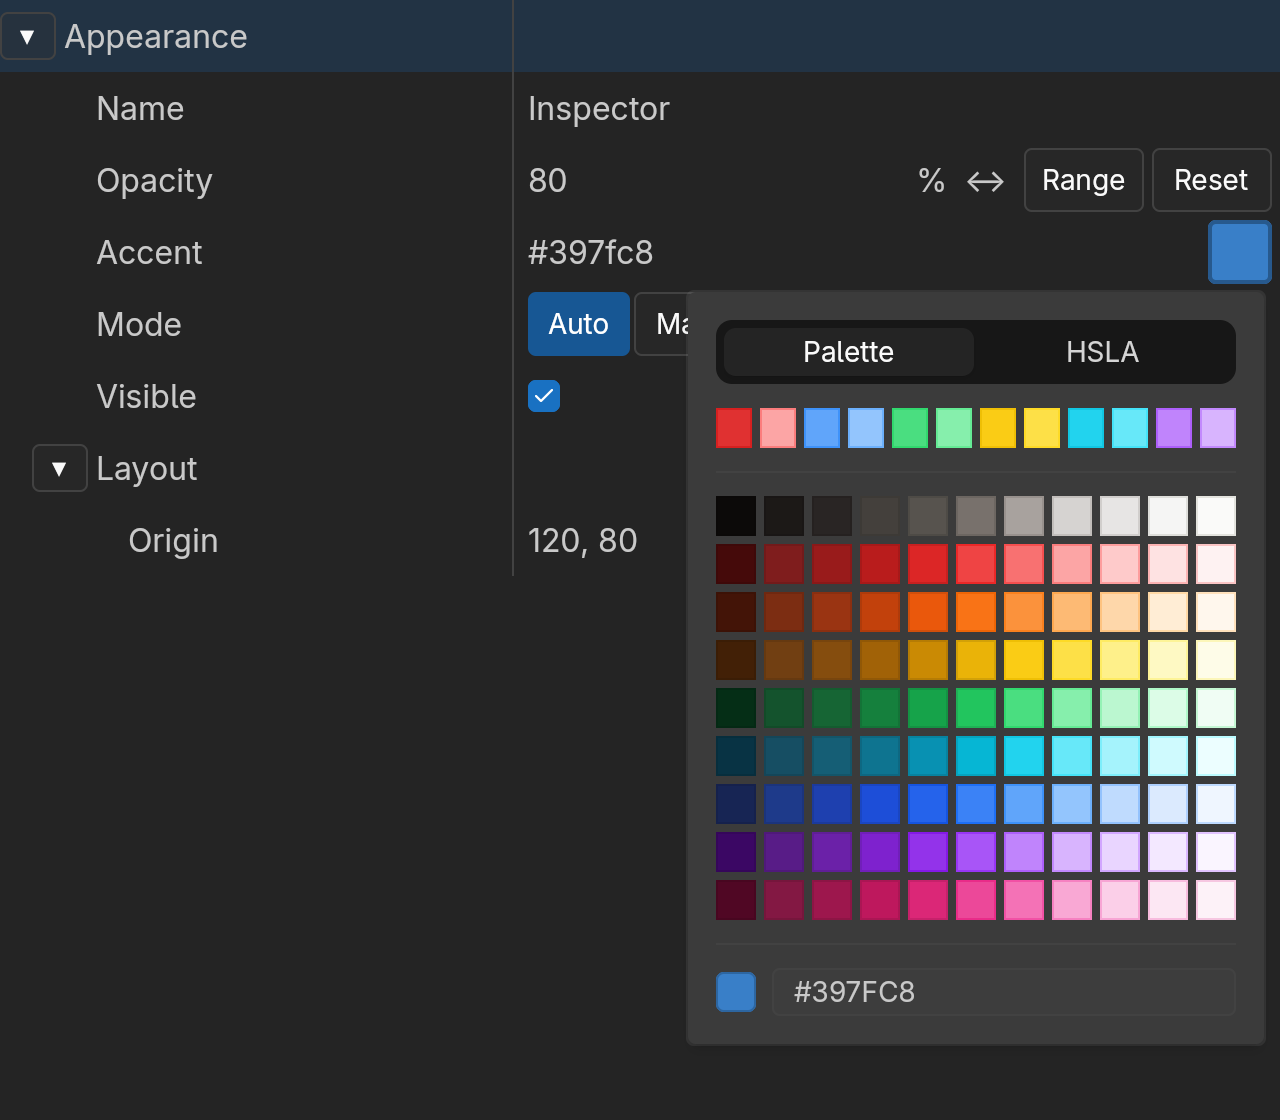 ▼ Appearance
Name Inspector
Opacity 80 % ↔ Range Reset
Accent #397fc8
Mode Auto
Palette HSLA
Visible
▼ Layout
Origin 120, 80
#397FC8